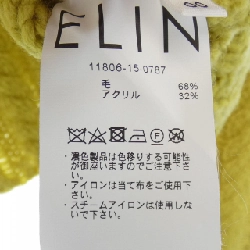 ELIN
11806-15 0787
毛 68%
アクリル 32%
・濃色製品は色移りする可能性
が御座いますのでご注意下さ
い。
・アイロンは当て布をご使用下
さい。
・スチームアイロンは使用しな
いで下さい。